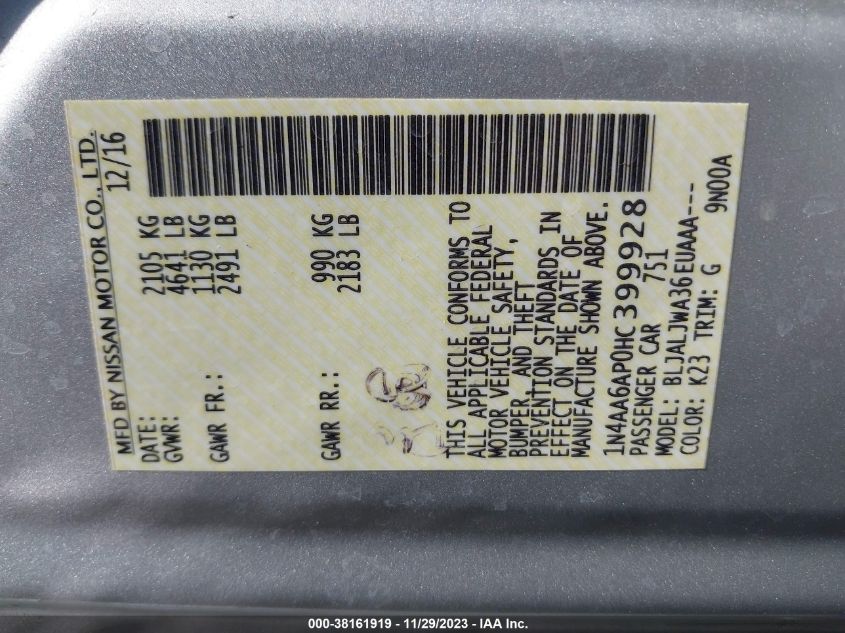 MFD BY NISSAN MOTOR CO., LTD.
DATE: 12/16
GVWR: 2105 KG
4641 LB
GAWR FR.: 1130 KG
2491 LB
GAWR RR.: 990 KG
2183 LB
THIS VEHICLE CONFORMS TO
ALL APPLICABLE FEDERAL
MOTOR VEHICLE SAFETY,
BUMPER, AND THEFT
PREVENTION STANDARDS IN
EFFECT ON THE DATE OF
MANUFACTURE SHOWN ABOVE.
1N4AA6AP0HC399928
PASSENGER CAR 751
MODEL: BLJALJWA36EUAAA---
COLOR: K23 TRIM: G 9N00A
000-38161919 - 11/29/2023 - IAA Inc.